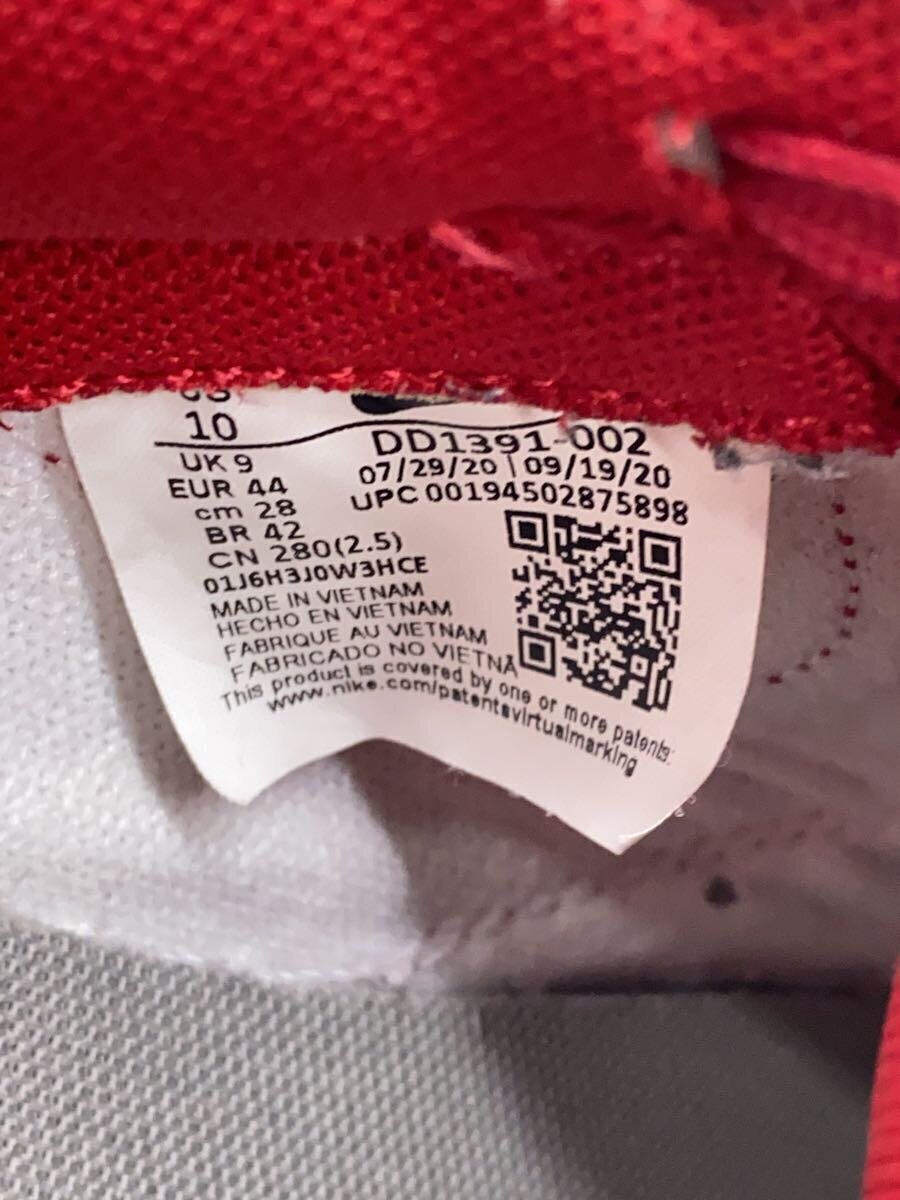 US
10
UK 9
EUR 44
cm 28
BR 42
CN 280(2.5)
01J6H3J0W3HCE
DD1391-002
07/29/20 | 09/19/20
UPC 00194502875898
MADE IN VIETNAM
HECHO EN VIETNAM
FABRIQUE AU VIETNAM
FABRICADO NO VIETNÃ
This product is covered by one or more patents:
www.nike.com/patentsvirtualmarking